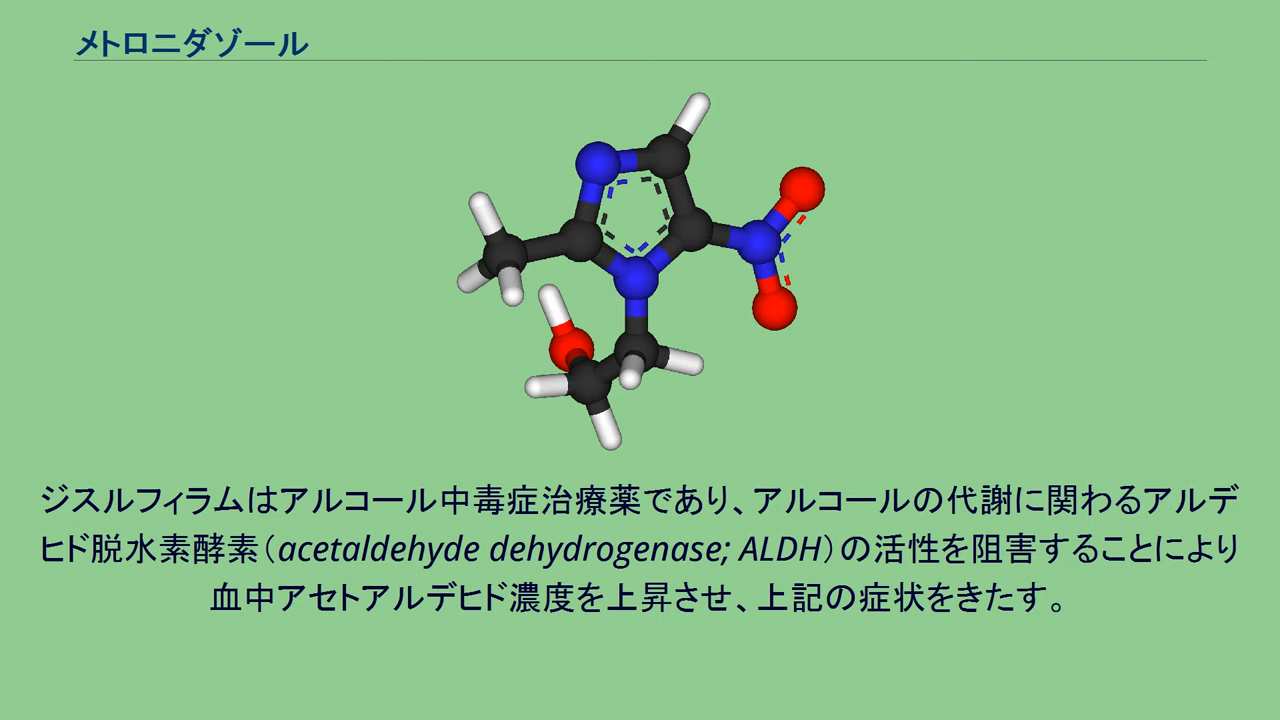 メトロニダゾール
ジスルフィラムはアルコール中毒症治療薬であり、アルコールの代謝に関わるアルデ
ヒド脱水素酵素（acetaldehyde dehydrogenase; ALDH）の活性を阻害することにより
血中アセトアルデヒド濃度を上昇させ、上記の症状をきたす。